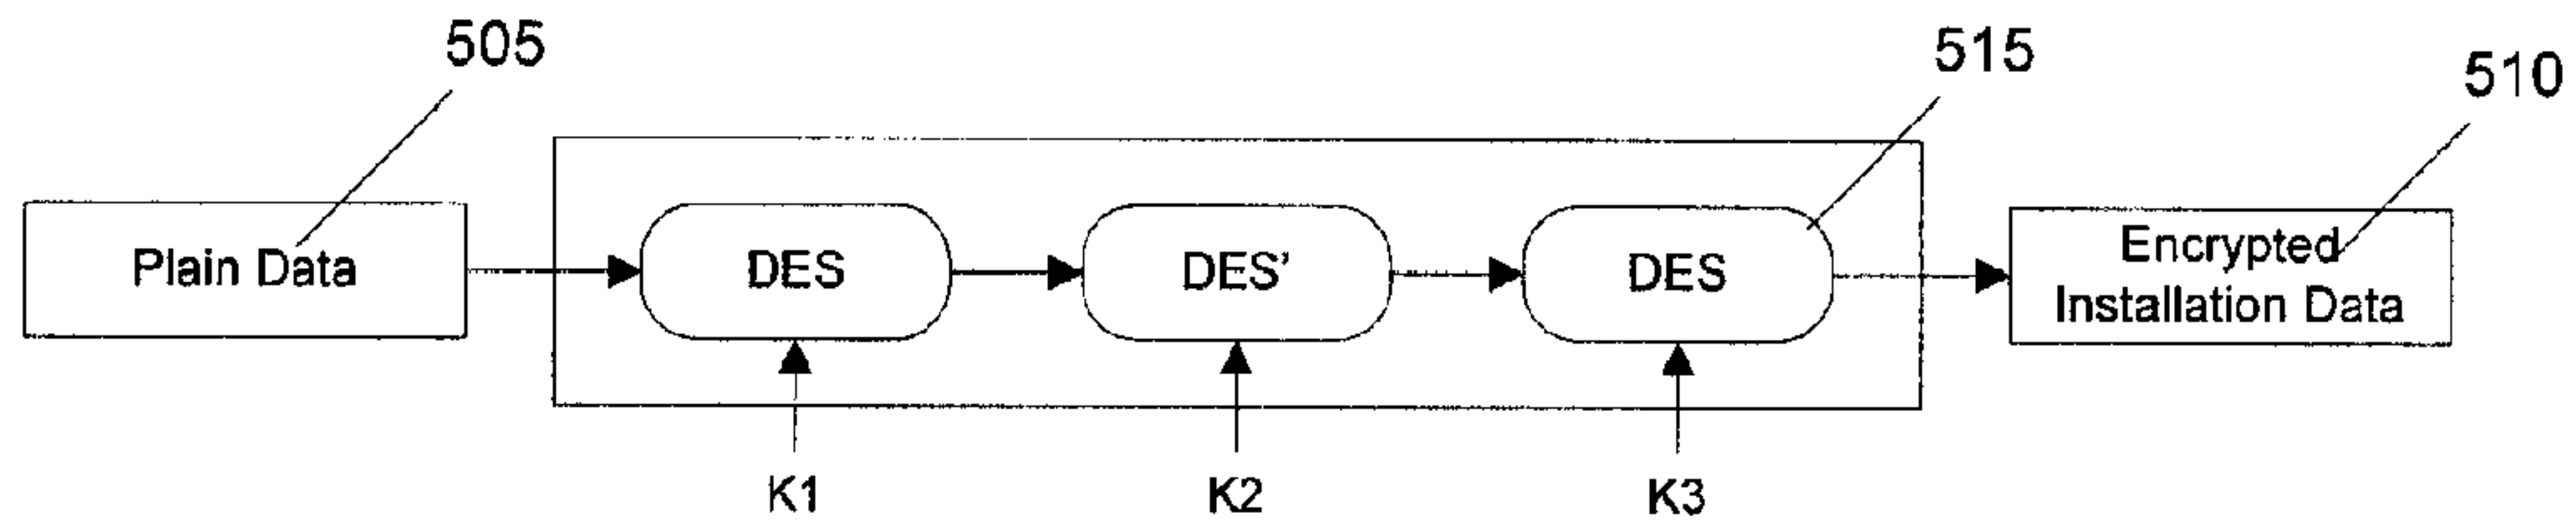 505
515
510
Plain Data
DES
DES’
DES
Encrypted
Installation Data
K1
K2
K3